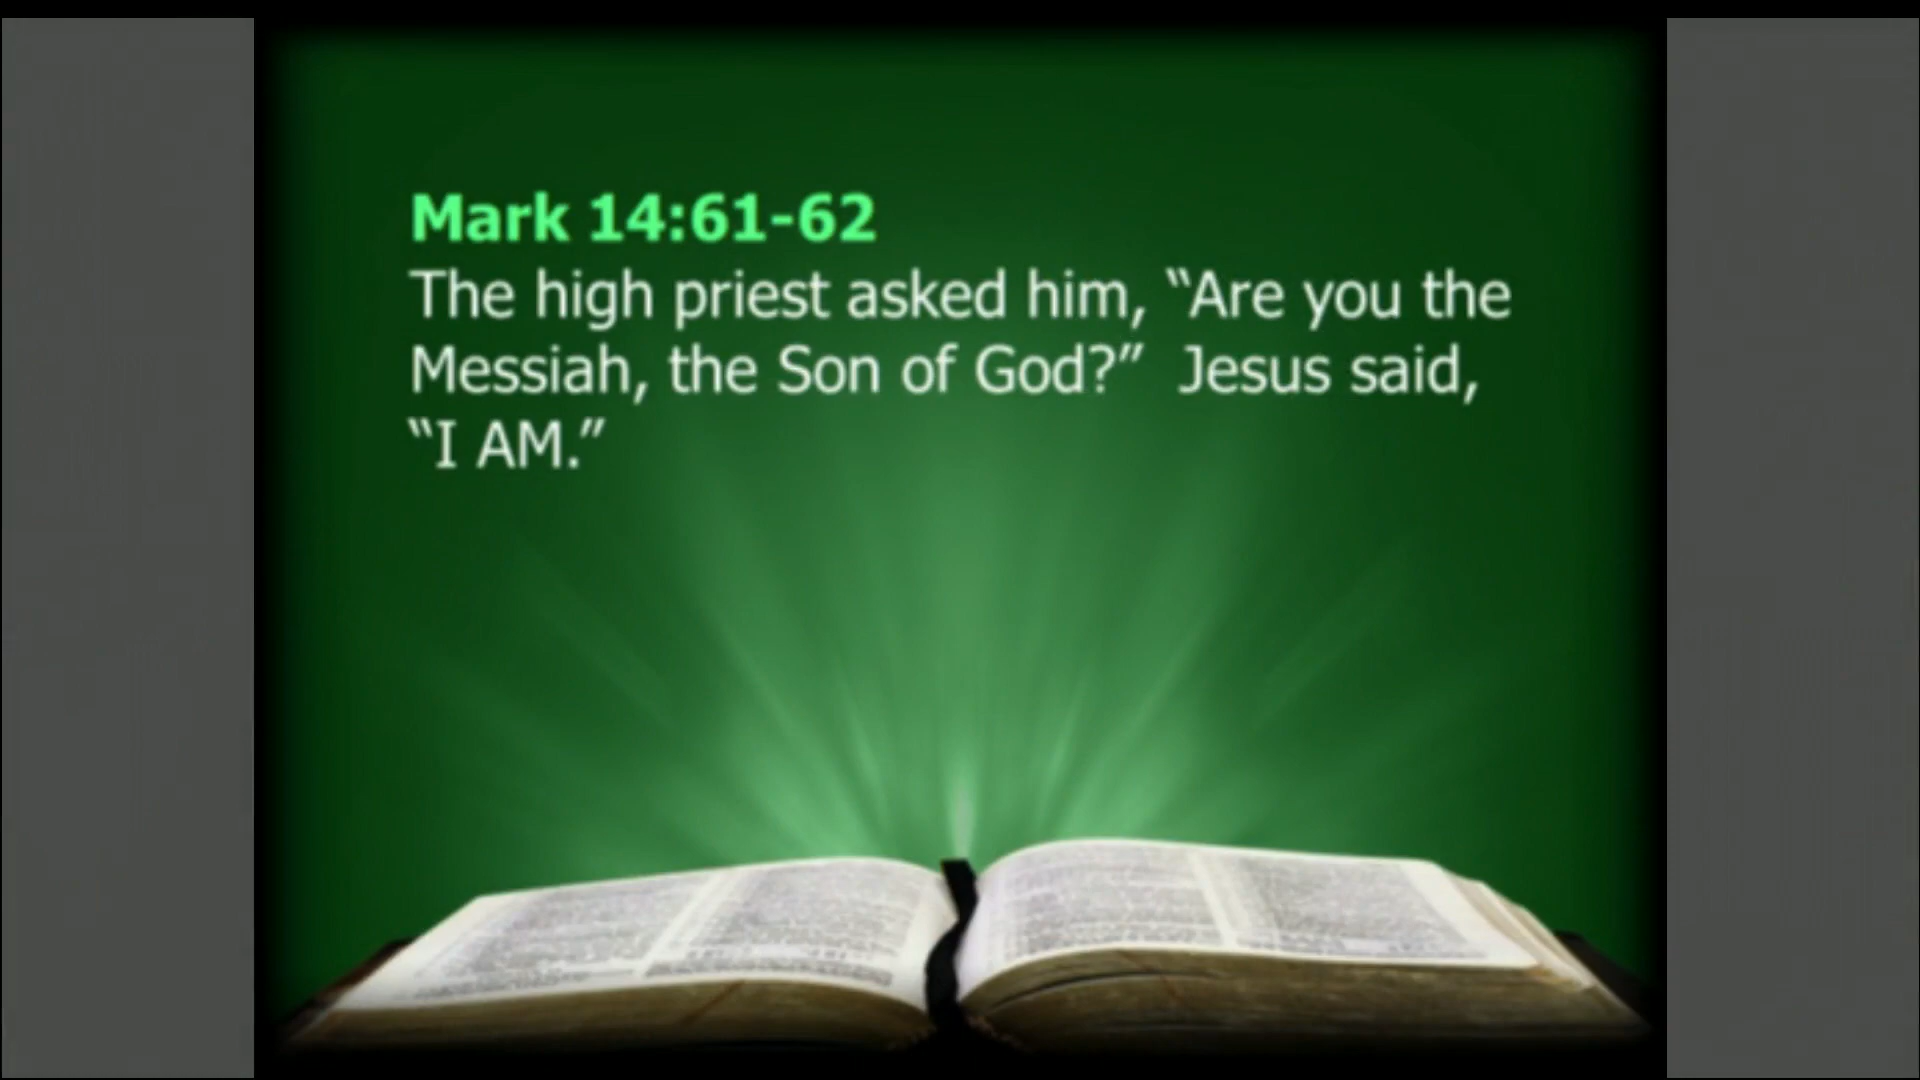 Mark 14:61-62
The high priest asked him, “Are you the
Messiah, the Son of God?”  Jesus said,
“I AM.”